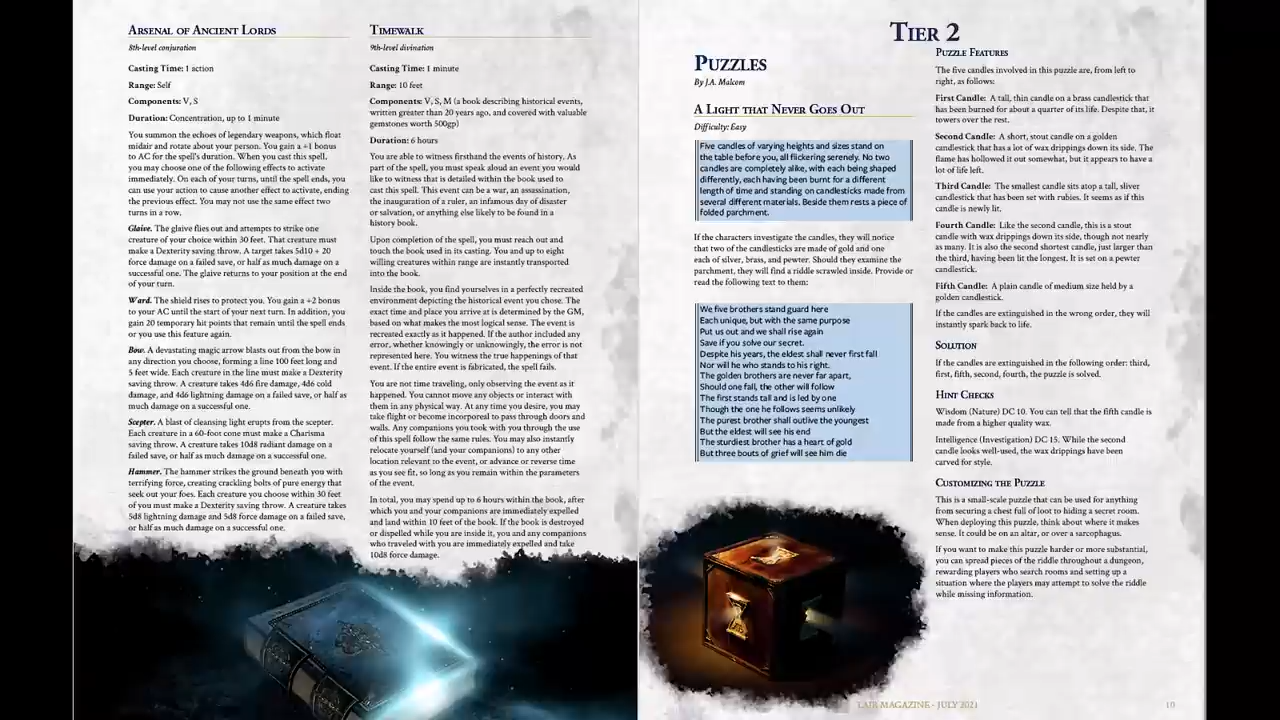 Arsenal of Ancient Lords
8th-level conjuration
Casting Time: 1 action
Range: Self
Components: V, S
Duration: Concentration, up to 1 minute
You summon the echoes of legendary weapons, which float
midair and rotate about your person. You gain a +1 bonus
to AC for the spell's duration. When you cast this spell,
you may choose one of the following effects to activate
immediately. On each of your turns, until the spell ends, you
can use your action to cause another effect to activate, ending
the previous effect. You may not use the same effect two
turns in a row.
Glaive. The glaive flies out and attempts to strike one
creature of your choice within 30 feet. That creature must
make a Dexterity saving throw. A target takes 5d10 + 20
force damage on a failed save, or half as much damage on a
successful one. The glaive returns to your position at the end
of your turn.
Ward. The shield rises to protect you. You gain a +2 bonus
to your AC until the start of your next turn. In addition, you
gain 20 temporary hit points that remain until the spell ends
or you use this feature again.
Bow. A devastating magic arrow blasts out from the bow in
any direction you choose, forming a line 100 feet long and
5 feet wide. Each creature in the line must make a Dexterity
saving throw. A creature takes 4d6 fire damage, 4d6 cold
damage, and 4d6 lightning damage on a failed save, or half as
much damage on a successful one.
Scepter. A blast of cleansing light erupts from the scepter.
Each creature in a 60-foot cone must make a Charisma
saving throw. A creature takes 10d8 radiant damage on a
failed save, or half as much damage on a successful one.
Hammer. The hammer strikes the ground beneath you with
terrifying force, creating crackling bolts of pure energy that
seek out your foes. Each creature you choose within 30 feet
of you must make a Dexterity saving throw. A creature takes
5d8 lightning damage and 5d8 force damage on a failed save,
or half as much damage on a successful one.
Timewalk
9th-level divination
Casting Time: 1 minute
Range: 10 feet
Components: V, S, M (a book describing historical events,
written greater than 20 years ago, and covered with valuable
gemstones worth 500gp)
Duration: 6 hours
You are able to witness firsthand the events of history. As
part of the spell, you must speak aloud an event you would
like to witness that is detailed within the book used to
cast this spell. This event can be a war, an assassination,
the inauguration of a ruler, an infamous day of disaster
or salvation, or anything else likely to be found in a
history book.
Upon completion of the spell, you must reach out and
touch the book used in its casting. You and up to eight
willing creatures within range are instantly transported
into the book.
Inside the book, you find yourselves in a perfectly recreated
environment depicting the historical event you chose. The
exact time and place you arrive at is determined by the GM,
based on what makes the most logical sense. The event is
recreated exactly as it happened. If the author included any
error, whether knowingly or unknowingly, the error is not
represented here. You witness the true happenings of that
event. If the entire event is fabricated, the spell fails.
You are not time traveling, only observing the event as it
happened. You cannot move any objects or interact with
them in any physical way. At any time you desire, you may
take flight or become incorporeal to pass through doors and
walls. Any companions you took with you through the use
of this spell follow the same rules. You may also instantly
relocate yourself (and your companions) to any other
location relevant to the event, or advance or reverse time
as you see fit, so long as you remain within the parameters
of the event.
In total, you may spend up to 6 hours within the book, after
which you and your companions are immediately expelled
and land within 10 feet of the book. If the book is destroyed
or dispelled while you are inside it, you and any companions
who traveled with you are immediately expelled and take
10d8 force damage.
Tier 2
Puzzles
By J.A. Malcom
A Light that Never Goes Out
Difficulty: Easy
Five candles of varying heights and sizes stand on
the table before you, all flickering serenely. No two
candles are completely alike, with each being shaped
differently, each having been burnt for a different
length of time and standing on candlesticks made from
several different materials. Beside them rests a piece of
folded parchment.
If the characters investigate the candles, they will notice
that two of the candlesticks are made of gold and one
each of silver, brass, and pewter. Should they examine the
parchment, they will find a riddle scrawled inside. Provide or
read the following text to them:
We five brothers stand guard here
Each unique, but with the same purpose
Put us out and we shall rise again
Save if you solve our secret.
Despite his years, the eldest shall never first fall
Nor will he who stands to his right.
The golden brothers are never far apart,
Should one fall, the other will follow
The first stands tall and is led by one
Though the one he follows seems unlikely
The purest brother shall outlive the youngest
But the eldest will see his end
The sturdiest brother has a heart of gold
But three bouts of grief will see him die
Puzzle Features
The five candles involved in this puzzle are, from left to
right, as follows:
First Candle: A tall, thin candle on a brass candlestick that
has been burned for about a quarter of its life. Despite that, it
towers over the rest.
Second Candle: A short, stout candle on a golden
candlestick that has a lot of wax drippings down its side. The
flame has hollowed it out somewhat, but it appears to have a
lot of life left.
Third Candle: The smallest candle sits atop a tall, sliver
candlestick that has been set with rubies. It seems as if this
candle is newly lit.
Fourth Candle: Like the second candle, this is a stout
candle with wax drippings down its side, though not nearly
as many. It is also the second shortest candle, just larger than
the third, having been lit the longest. It is set on a pewter
candlestick.
Fifth Candle: A plain candle of medium size held by a
golden candlestick.
If the candles are extinguished in the wrong order, they will
instantly spark back to life.
Solution
If the candles are extinguished in the following order: third,
first, fifth, second, fourth, the puzzle is solved.
Hint Checks
Wisdom (Nature) DC 10. You can tell that the fifth candle is
made from a higher quality wax.
Intelligence (Investigation) DC 15. While the second
candle looks well-used, the wax drippings have been
carved for style.
Customizing the Puzzle
This is a small-scale puzzle that can be used for anything
from securing a chest full of loot to hiding a secret room.
When deploying this puzzle, think about where it makes
sense. It could be on an altar, or over a sarcophagus.
If you want to make this puzzle harder or more substantial,
you can spread pieces of the riddle throughout a dungeon,
rewarding players who search rooms and setting up a
situation where the players may attempt to solve the riddle
while missing information.
LAIR MAGAZINE - JULY 2021
10